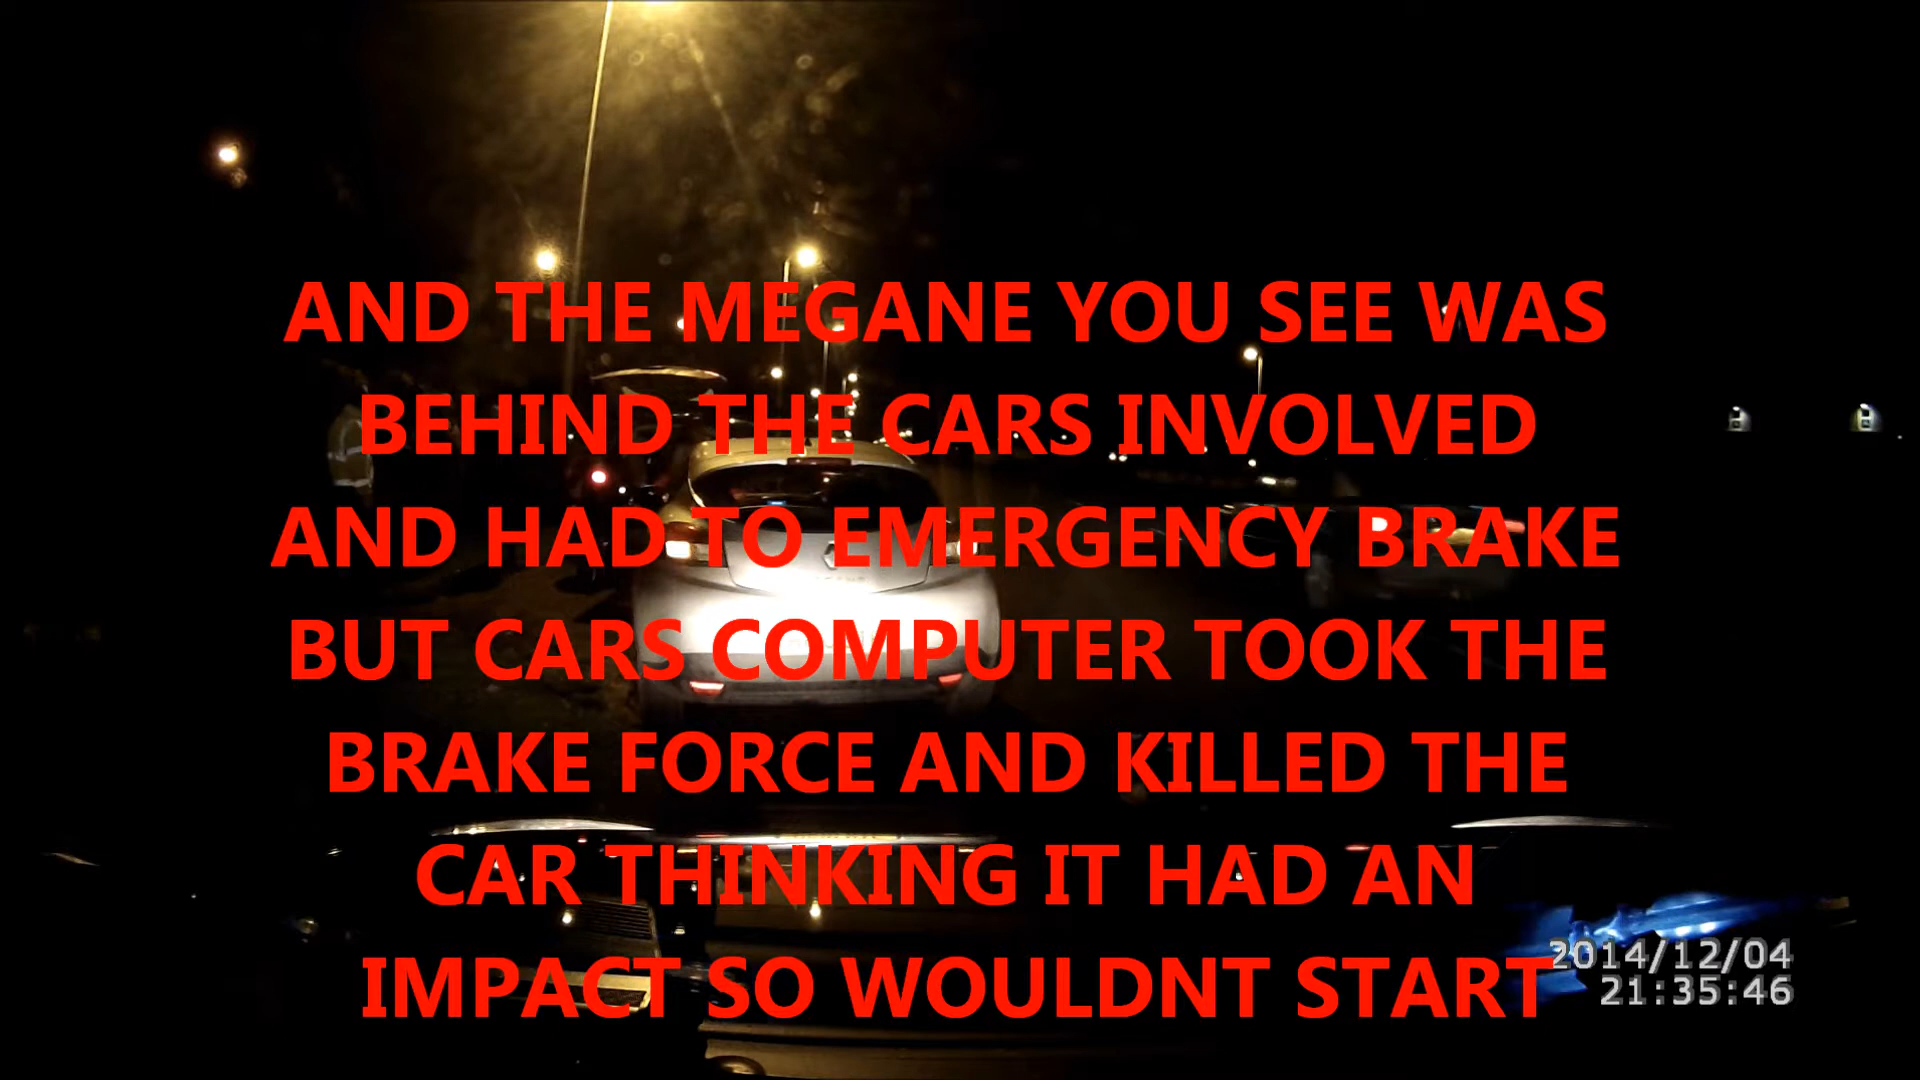 AND THE MEGANE YOU SEE WAS
BEHIND THE CARS INVOLVED
AND HAD TO EMERGENCY BRAKE
BUT CARS COMPUTER TOOK THE
BRAKE FORCE AND KILLED THE
CAR THINKING IT HAD AN
IMPACT SO WOULDNT START
2014/12/04
21:35:46